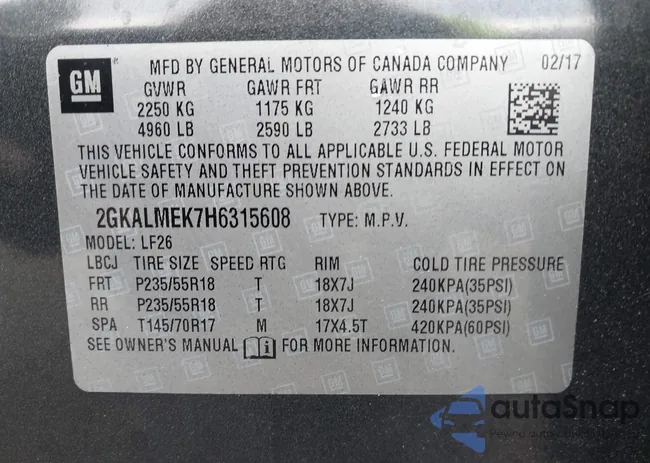 GM MFD BY GENERAL MOTORS OF CANADA COMPANY 02/17
GVWR GAWR FRT GAWR RR
2250 KG 1175 KG 1240 KG
4960 LB 2590 LB 2733 LB
THIS VEHICLE CONFORMS TO ALL APPLICABLE U.S. FEDERAL MOTOR
VEHICLE SAFETY AND THEFT PREVENTION STANDARDS IN EFFECT ON
THE DATE OF MANUFACTURE SHOWN ABOVE.
2GKALMEK7H6315608 TYPE: M.P.V.
MODEL: LF26
LBCJ TIRE SIZE SPEED RTG RIM COLD TIRE PRESSURE
FRT P235/55R18 T 18X7J 240KPA(35PSI)
RR P235/55R18 T 18X7J 240KPA(35PSI)
SPA T145/70R17 M 17X4.5T 420KPA(60PSI)
SEE OWNER'S MANUAL FOR MORE INFORMATION.
autoSnap